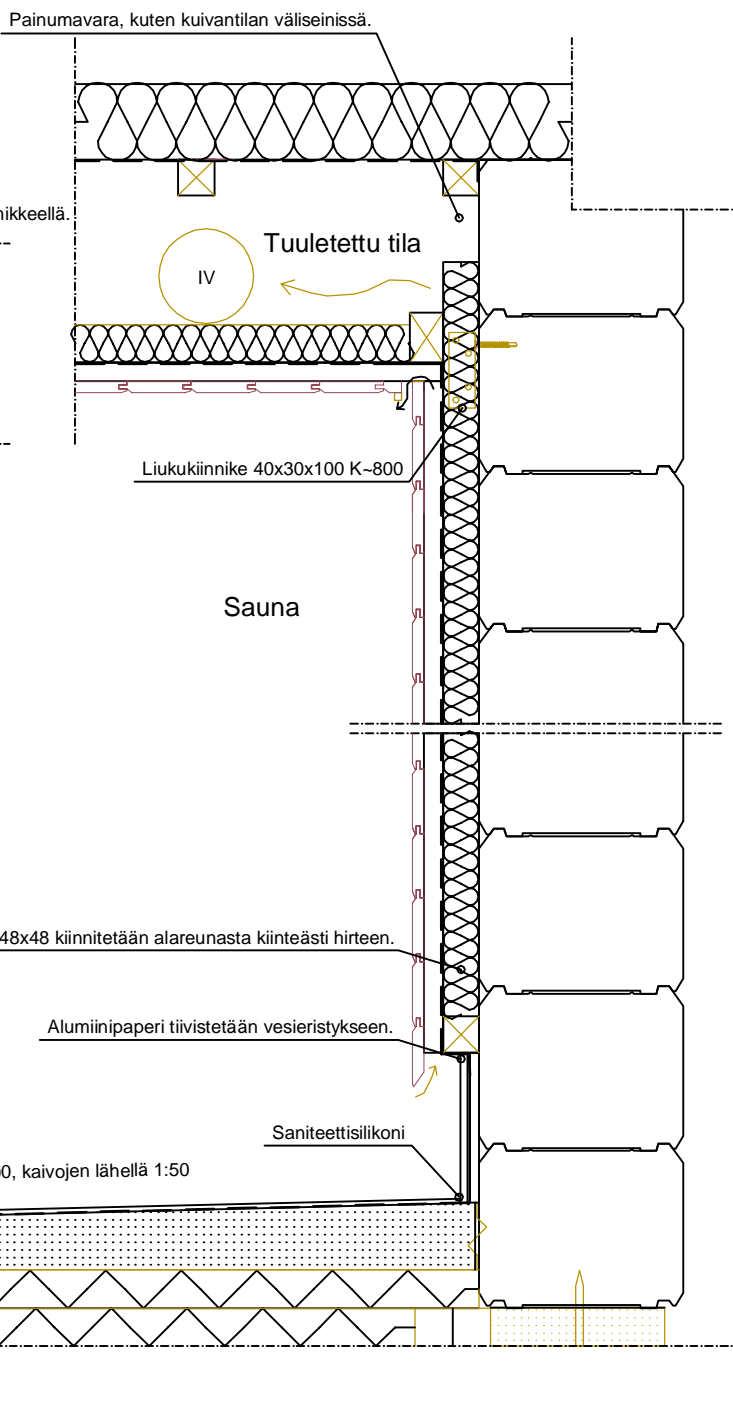 Painumavara, kuten kuivantilan väliseinissä.
nikkeellä.
Tuuletettu tila
IV
Liukukiinnike 40x30x100 K~800
Sauna
48x48 kiinnitetään alareunasta kiinteästi hirteen.
Alumiinipaperi tiivistetään vesieristykseen.
Saniteettisilikoni
00, kaivojen lähellä 1:50